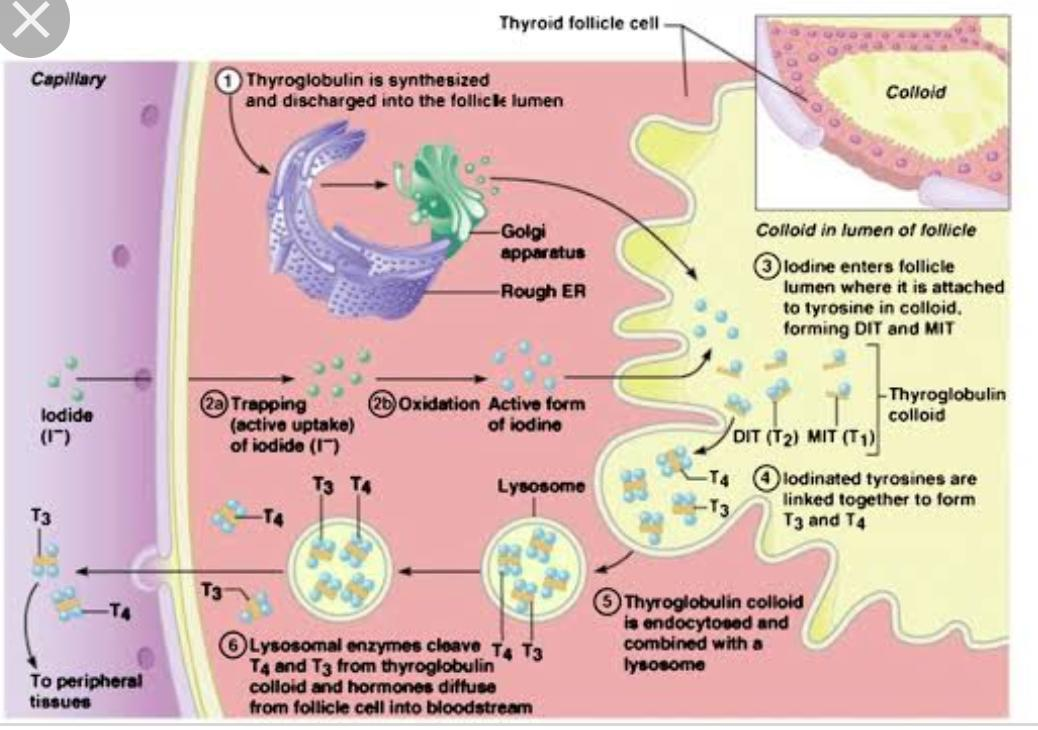 Thyroid follicle cell
Capillary
1 Thyroglobulin is synthesized
and discharged into the follicle lumen
Colloid
Golgi
apparatus
Rough ER
Colloid in lumen of follicle
3 Iodine enters follicle
lumen where it is attached
to tyrosine in colloid,
forming DIT and MIT
Iodide
(I⁻)
2a Trapping
(active uptake)
of iodide (I⁻)
2b Oxidation
Active form
of iodine
Thyroglobulin
colloid
DIT (T₂) MIT (T₁)
T₄
T₃
4 Iodinated tyrosines are
linked together to form
T₃ and T₄
Lysosome
T₃ T₄
T₄
T₃
T₃
T₄
T₄ T₃
5 Thyroglobulin colloid
is endocytosed and
combined with a
lysosome
6 Lysosomal enzymes cleave
T₄ and T₃ from thyroglobulin
colloid and hormones diffuse
from follicle cell into bloodstream
To peripheral
tissues